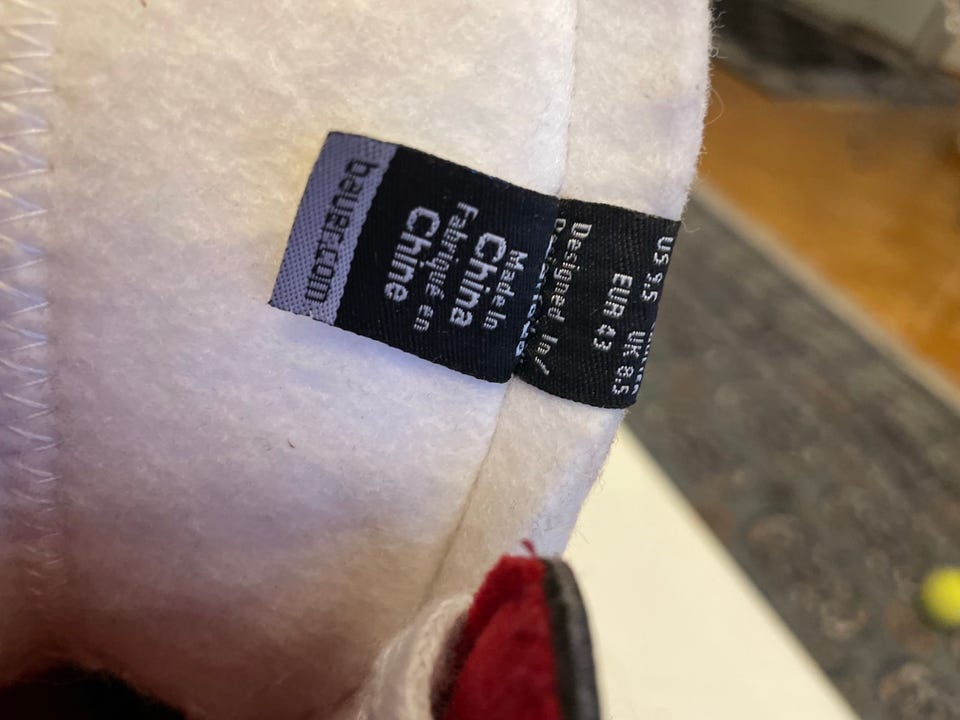 US 9.5 UK 8.5
EUR 43
Designed In/
Made In
China
Fabriqué en
Chine
bauer.com